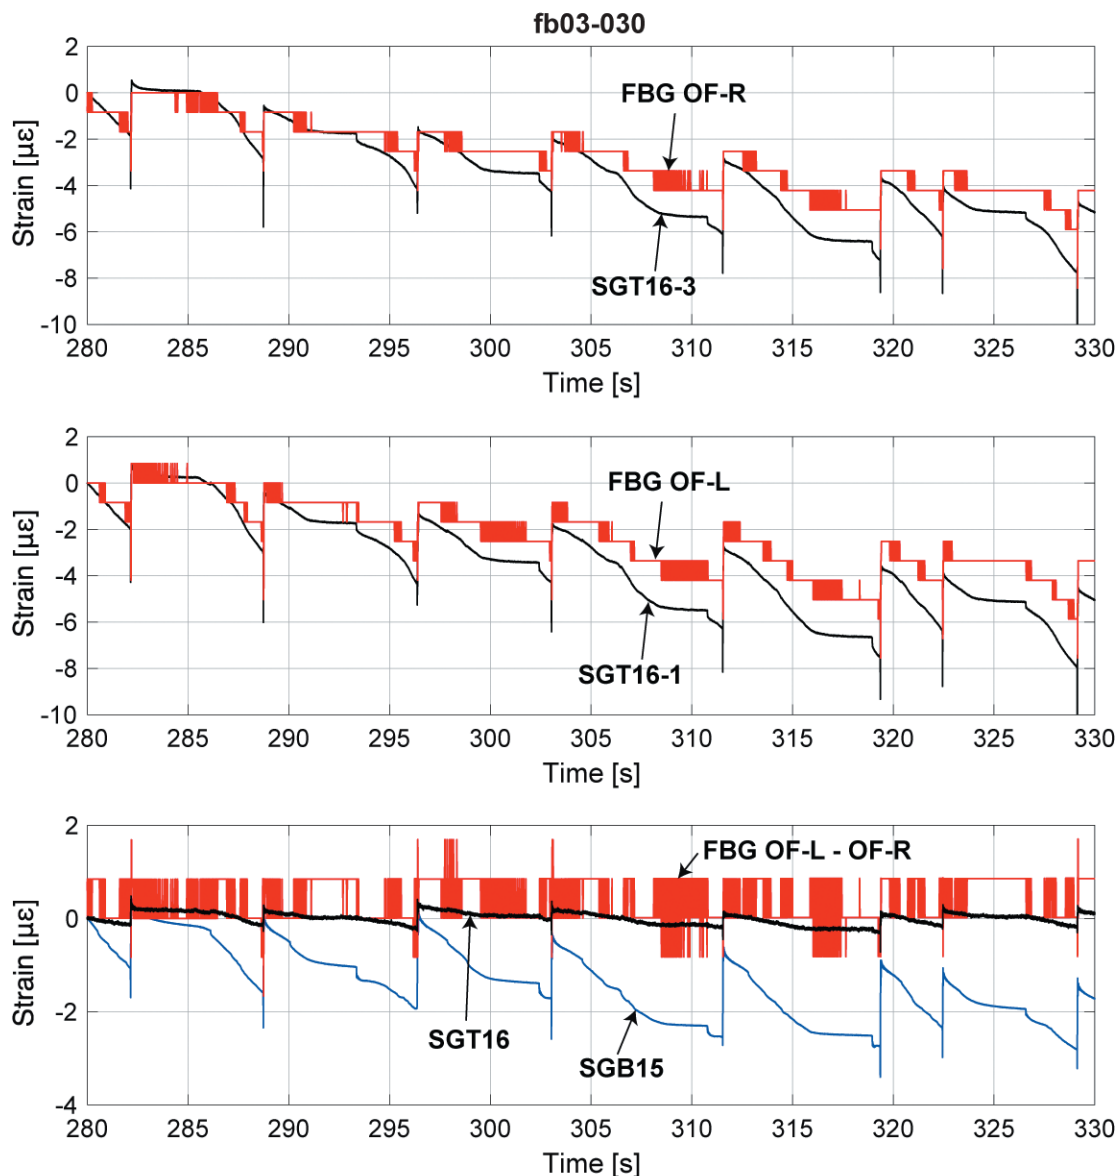 fb03-030
2
0
-2
-4
-6
-8
-10
Strain [με]
FBG OF-R
SGT16-3
280 285 290 295 300 305 310 315 320 325 330
Time [s]
2
0
-2
-4
-6
-8
-10
Strain [με]
FBG OF-L
SGT16-1
280 285 290 295 300 305 310 315 320 325 330
Time [s]
2
0
-2
-4
Strain [με]
FBG OF-L - OF-R
SGT16
SGB15
280 285 290 295 300 305 310 315 320 325 330
Time [s]